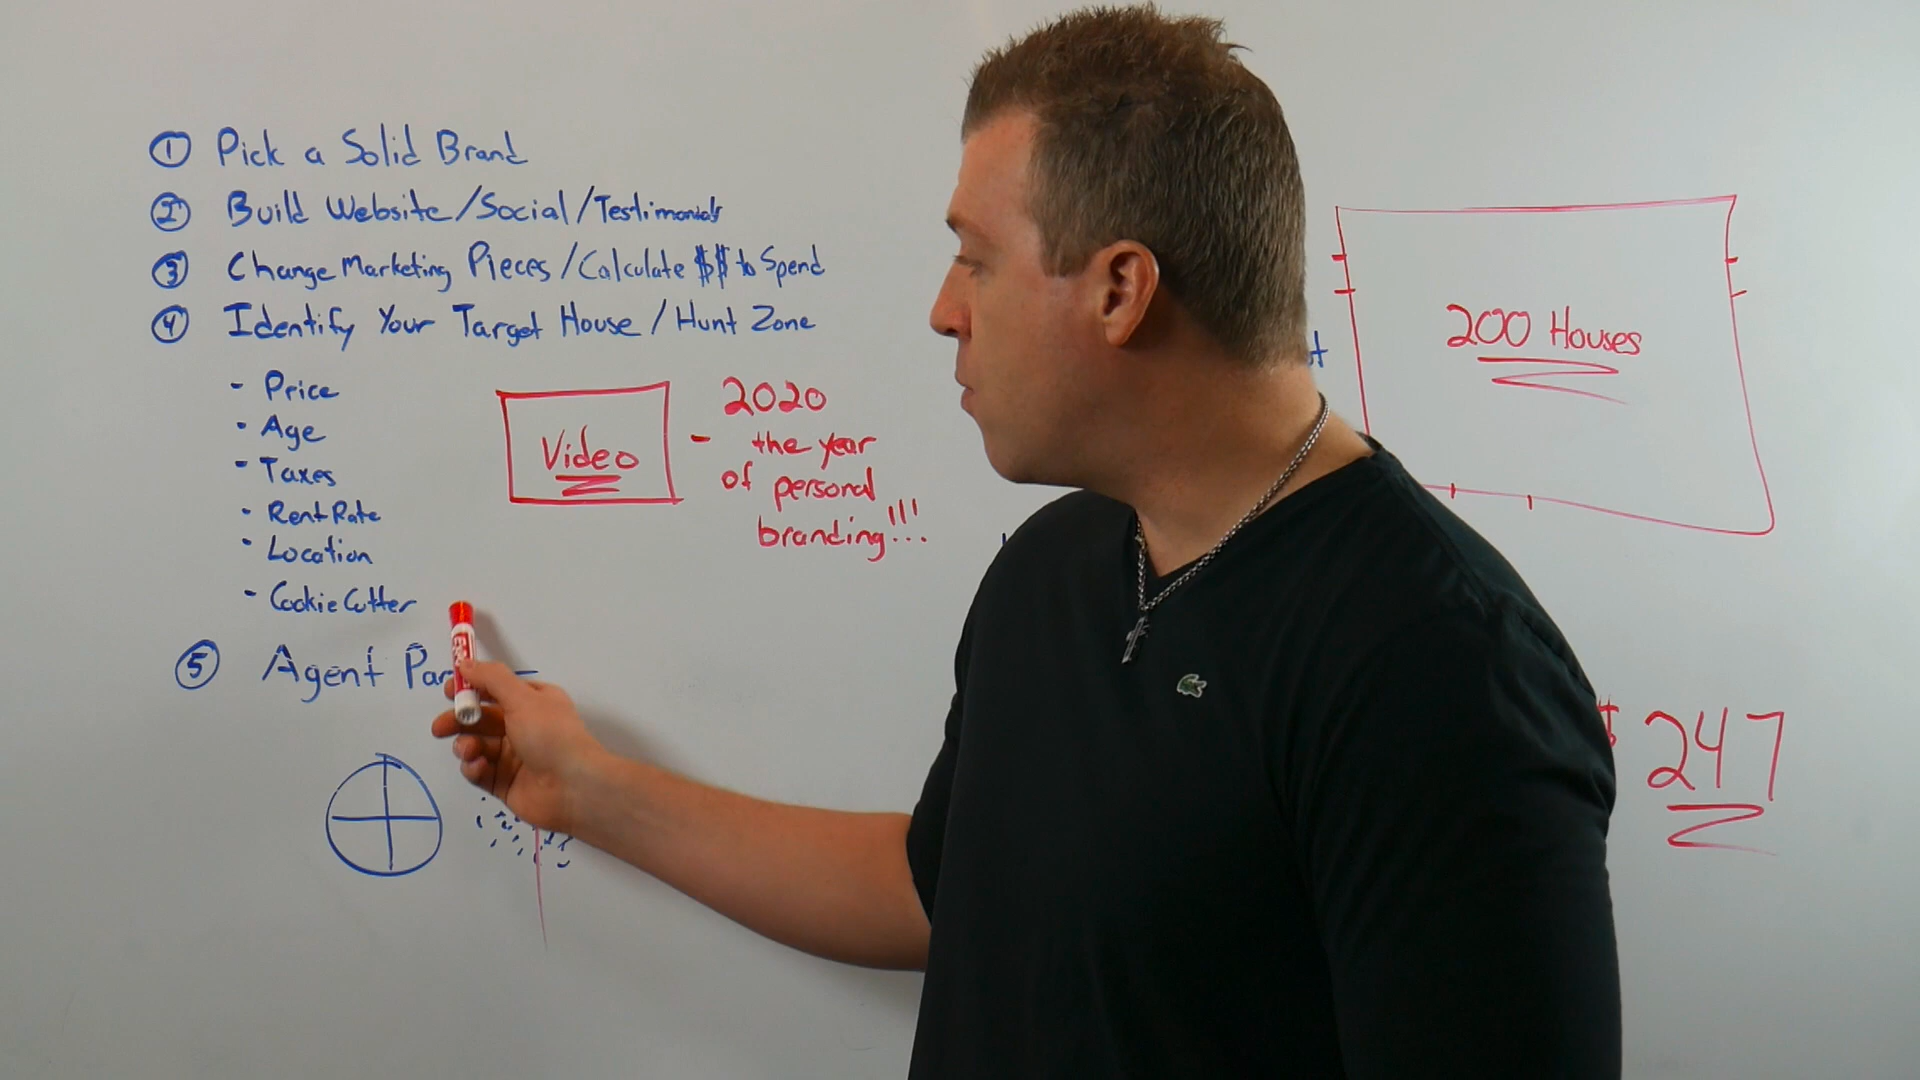 ① Pick a Solid Brand
② Build Website/Social/Testimonials
③ Change Marketing Pieces/Calculate $$ to Spend
④ Identify Your Target House/Hunt Zone
- Price
- Age
- Taxes
- Rent Rate
- Location
- Cookie Cutter
⑤ Agent
Video
- 2020
the year
of personal
branding!!!
200 Houses
$ 247